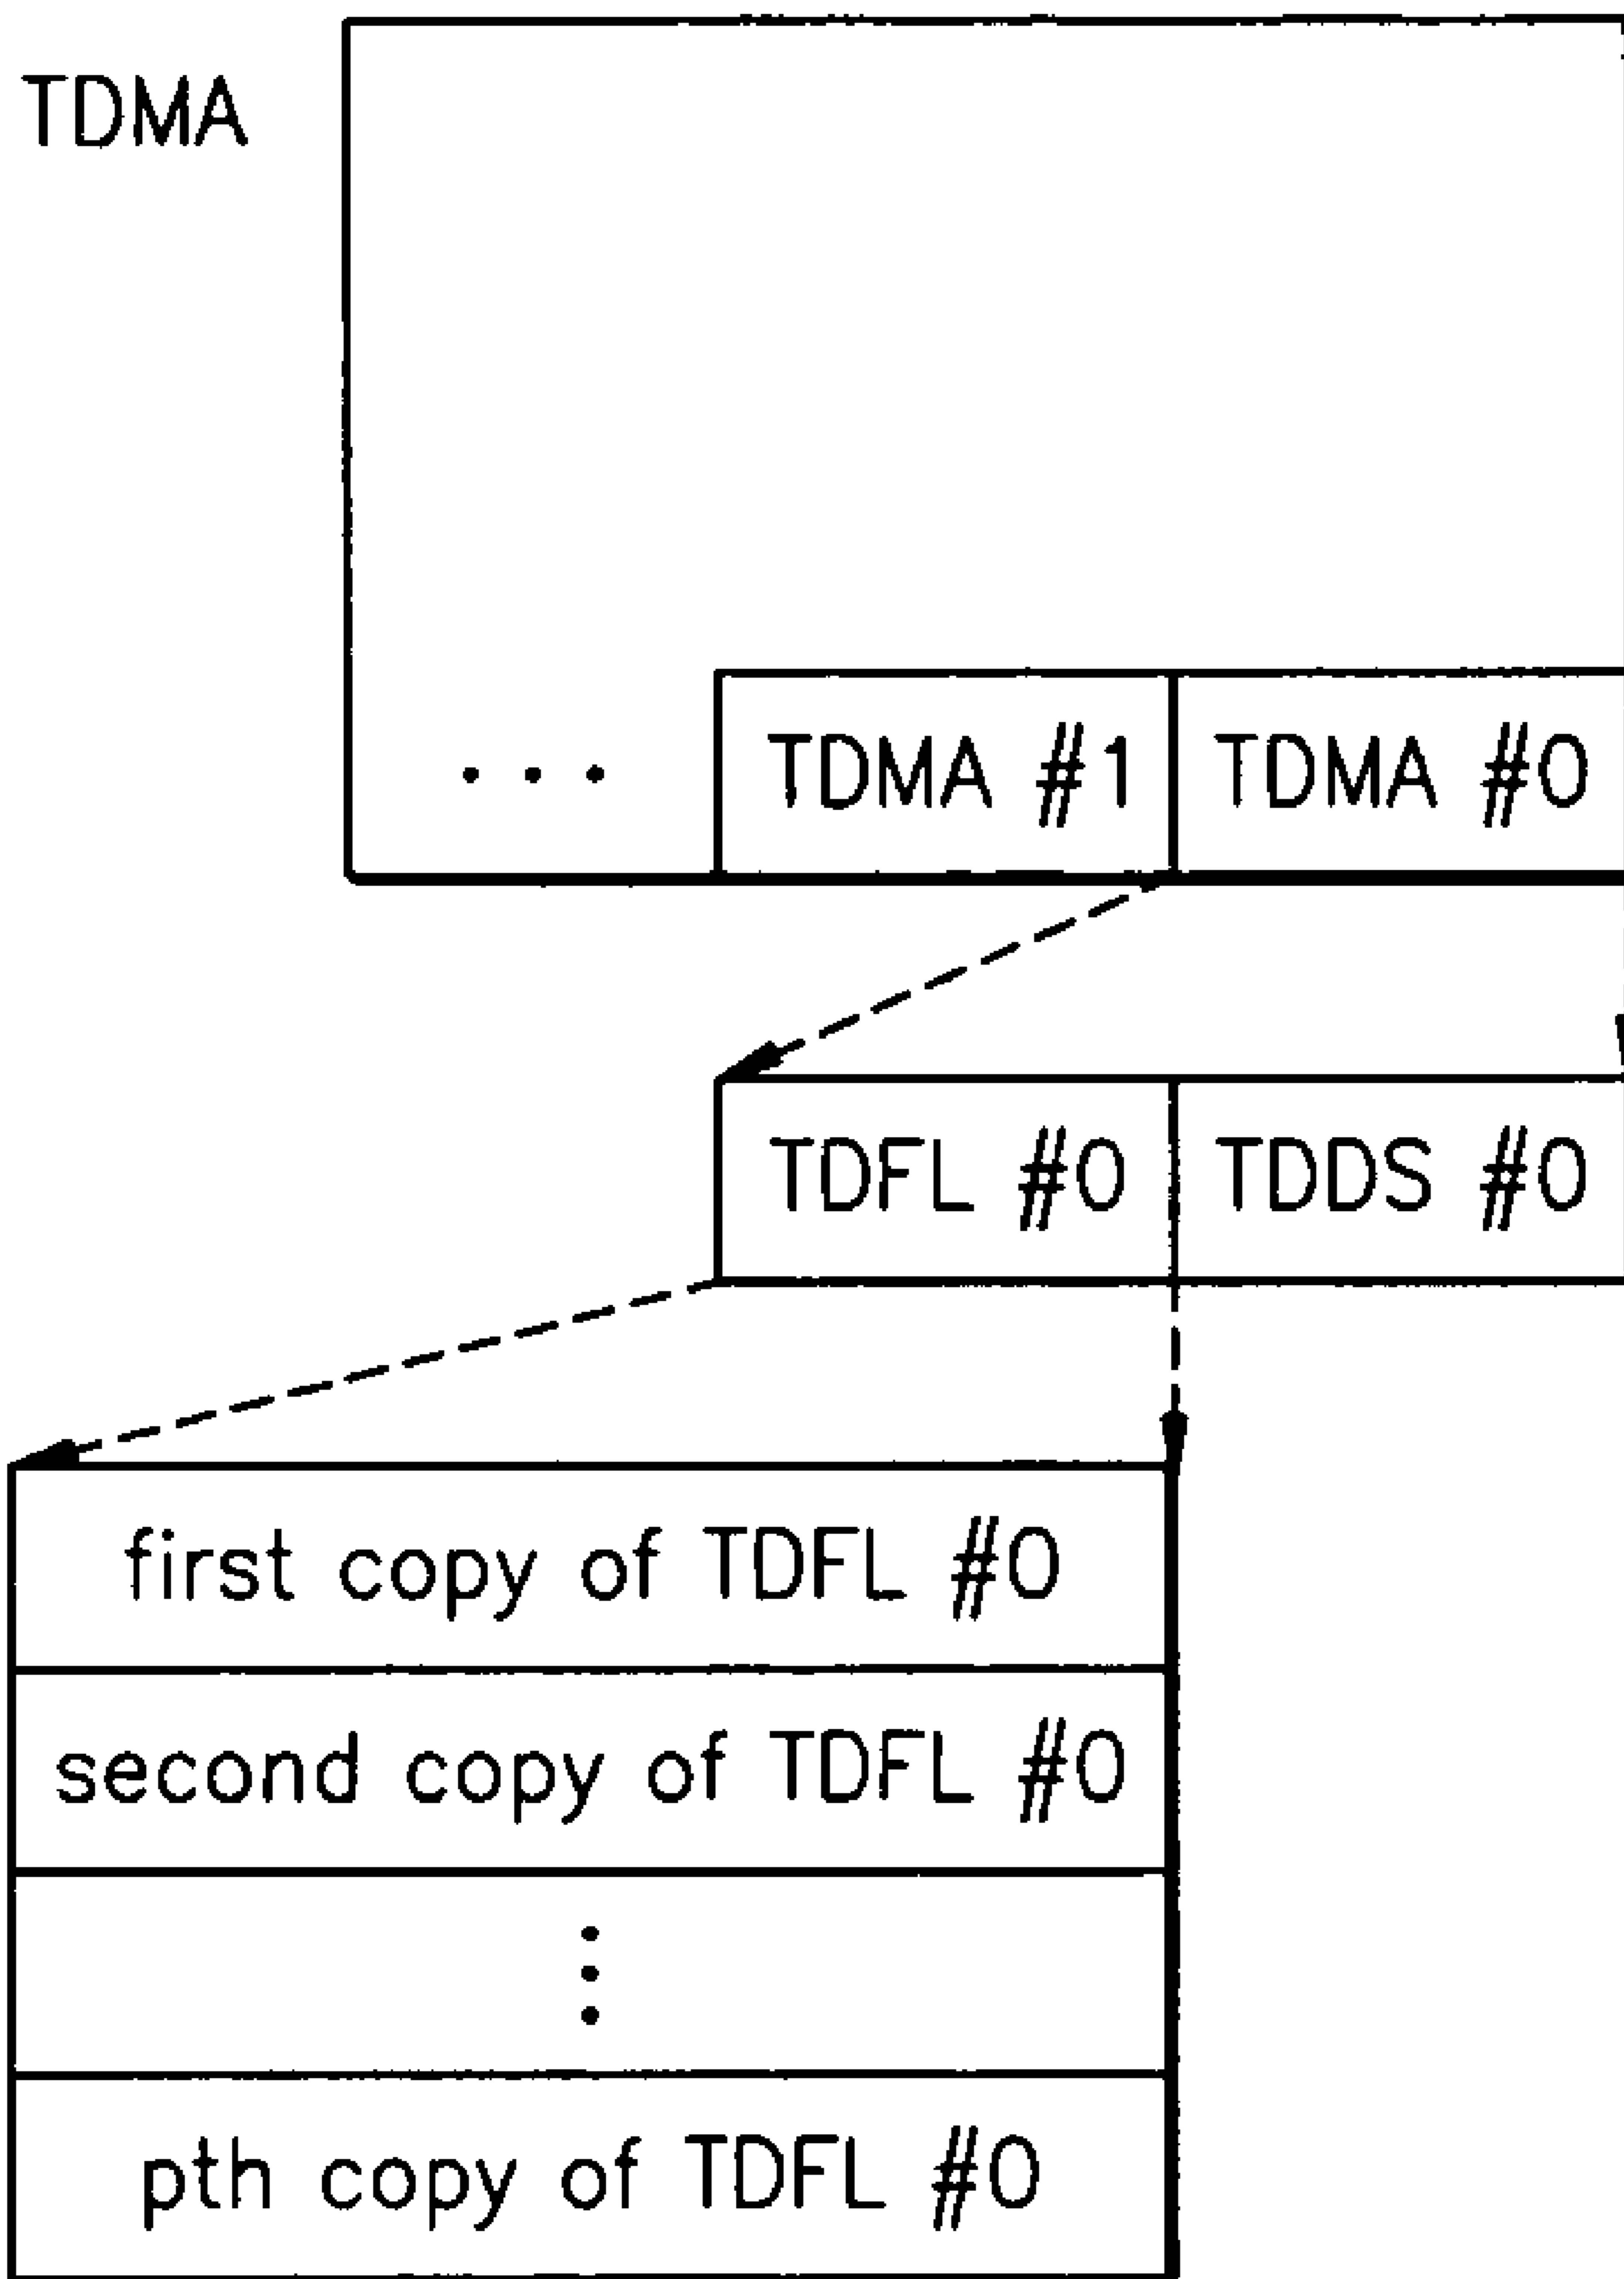 TDMA
... TDMA #1 TDMA #0
TDFL #0 TDDS #0
first copy of TDFL #0
second copy of TDFL #0
pth copy of TDFL #0